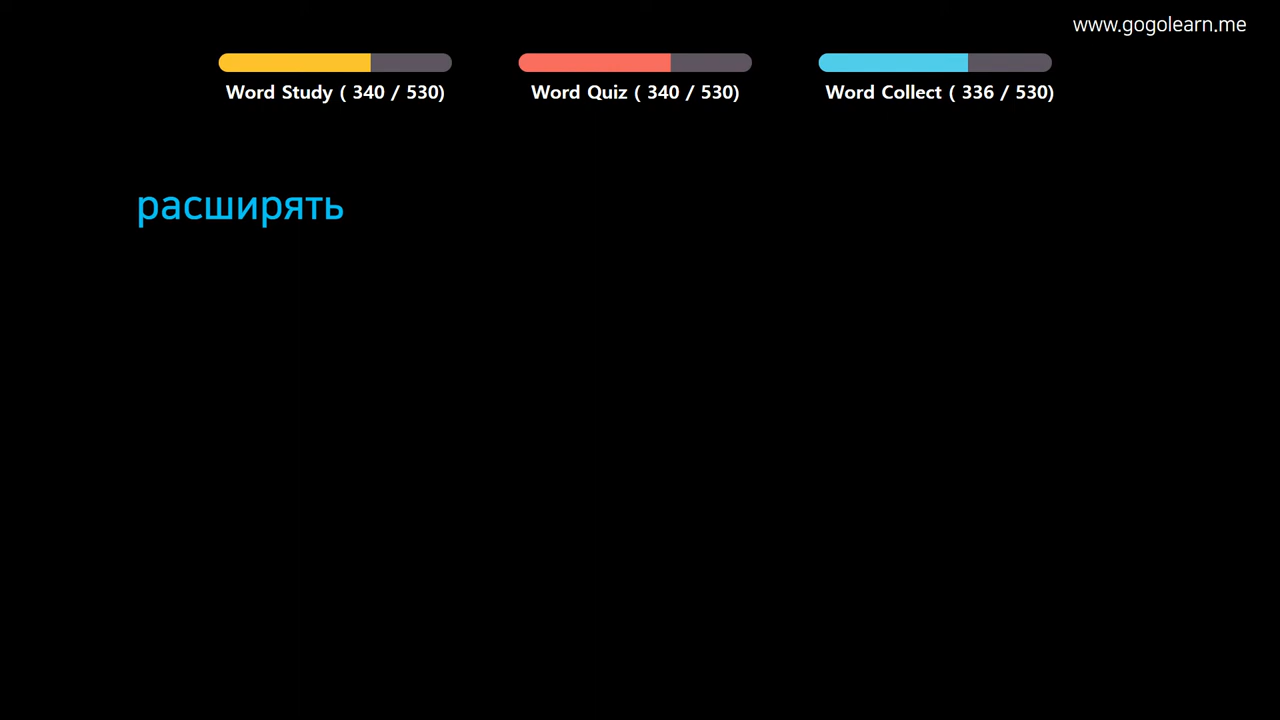 www.gogolearn.me
Word Study ( 340 / 530)
Word Quiz ( 340 / 530)
Word Collect ( 336 / 530)
расширять